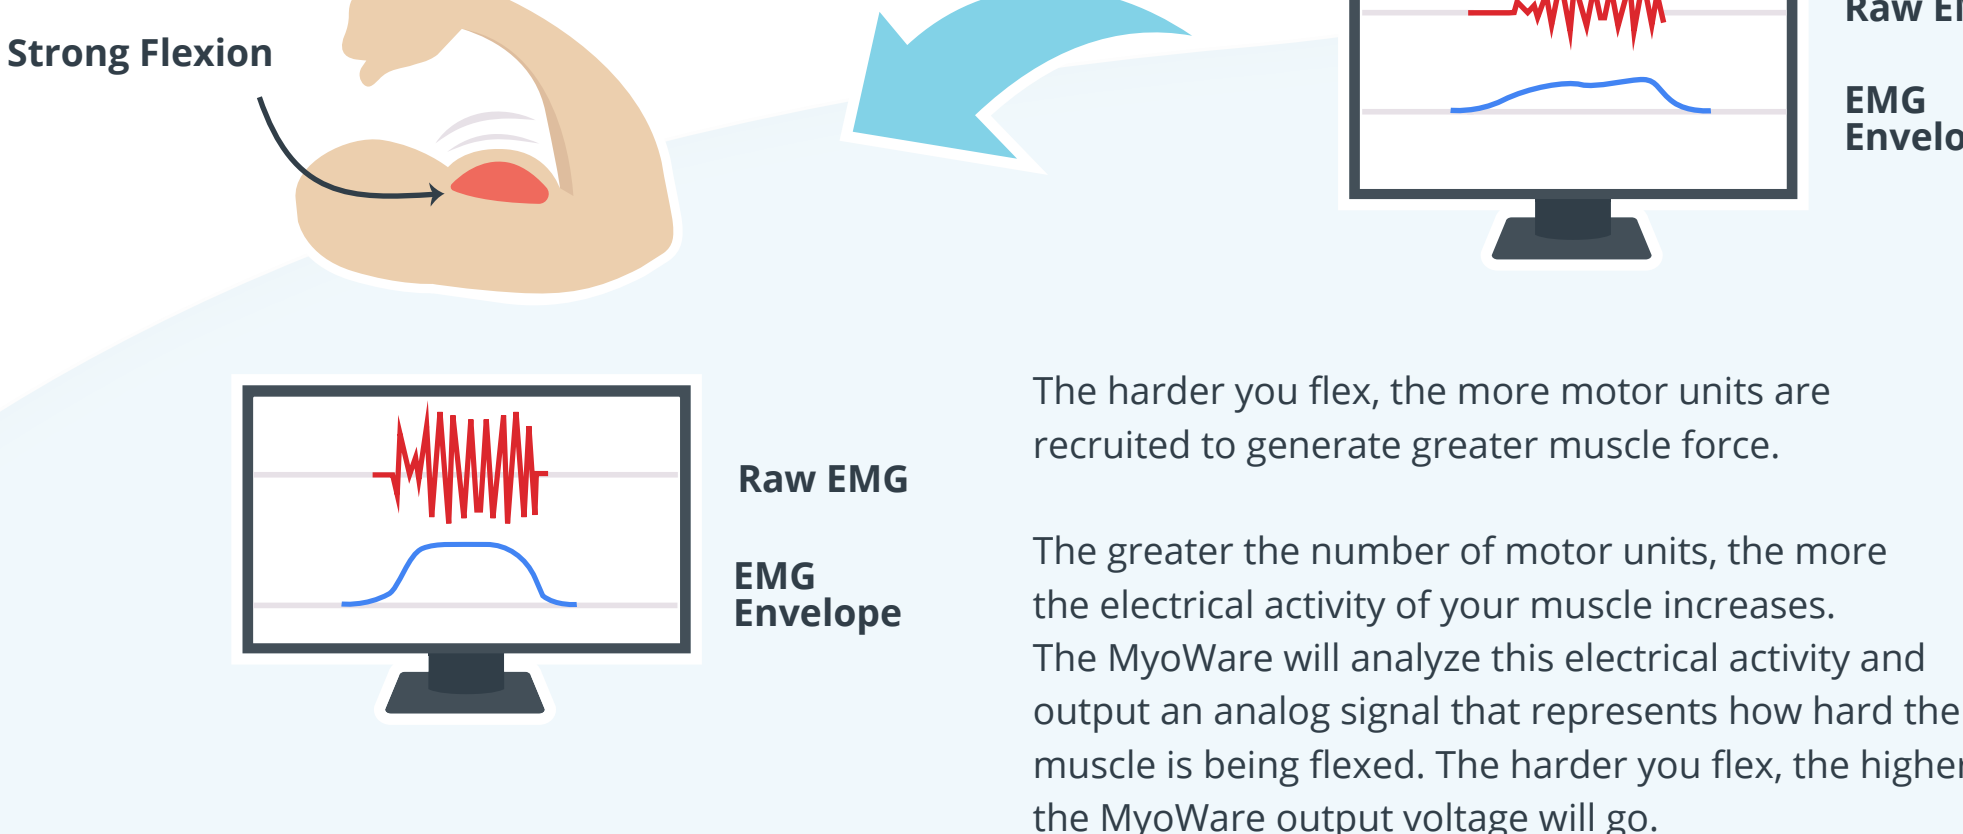 Strong Flexion
Raw
EMG
Raw EMG
EMG
Envelope
The harder you flex, the more motor units are
recruited to generate greater muscle force.
The greater the number of motor units, the more
the electrical activity of your muscle increases.
The MyoWare will analyze this electrical activity and
output an analog signal that represents how hard the
muscle is being flexed. The harder you flex, the higher
the MyoWare output voltage will go.